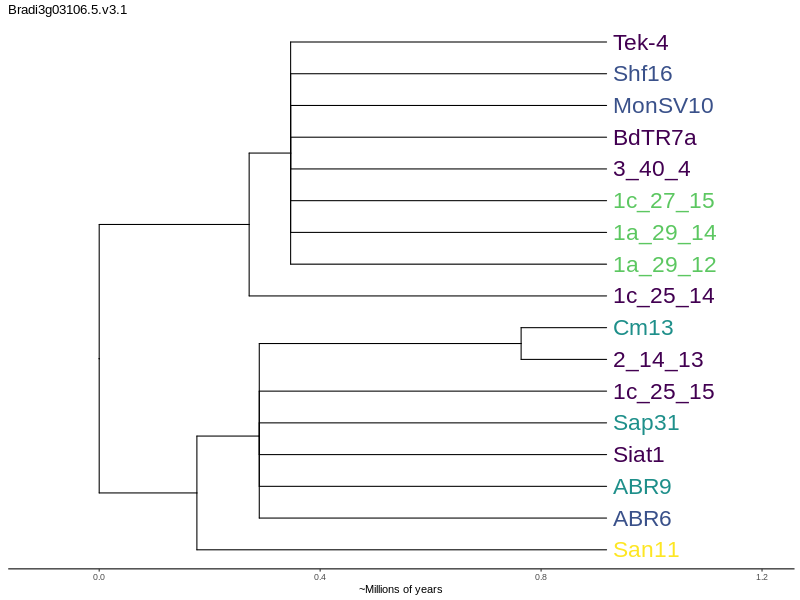 Bradi3g03106.5.v3.1
Tek-4
Shf16
MonSV10
BdTR7a
3_40_4
1c_27_15
1a_29_14
1a_29_12
1c_25_14
Cm13
2_14_13
1c_25_15
Sap31
Siat1
ABR9
ABR6
San11
0.0 0.4 0.8 1.2
~Millions of years